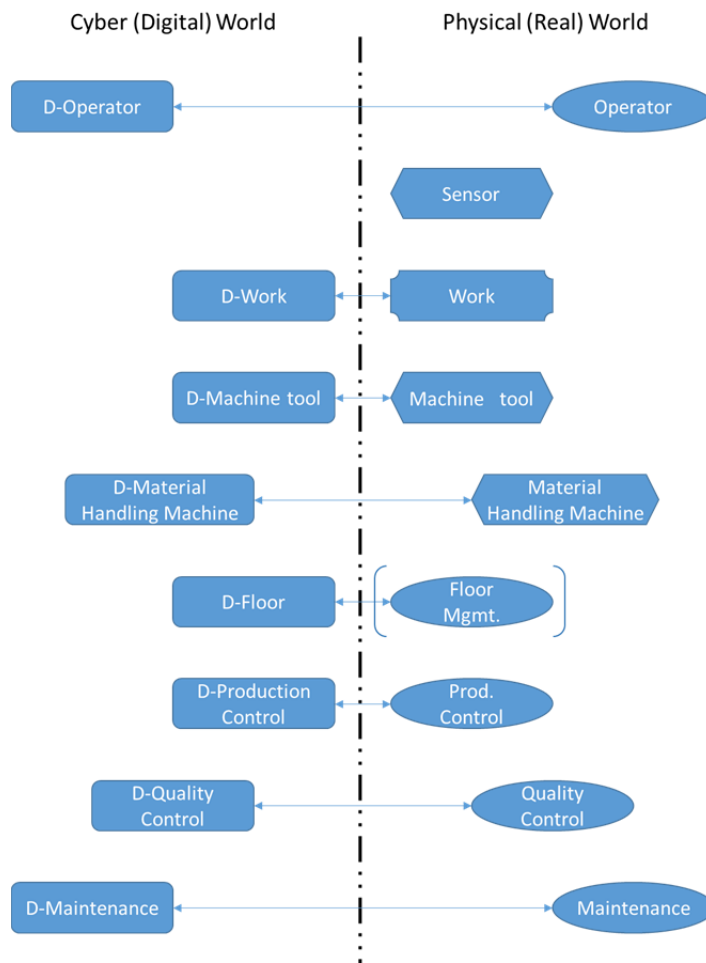 Cyber (Digital) World
Physical (Real) World
D-Operator
Operator
Sensor
D-Work
Work
D-Machine tool
Machine tool
D-Material
Handling Machine
Material
Handling Machine
D-Floor
Floor
Mgmt.
D-Production
Control
Prod.
Control
D-Quality
Control
Quality
Control
D-Maintenance
Maintenance